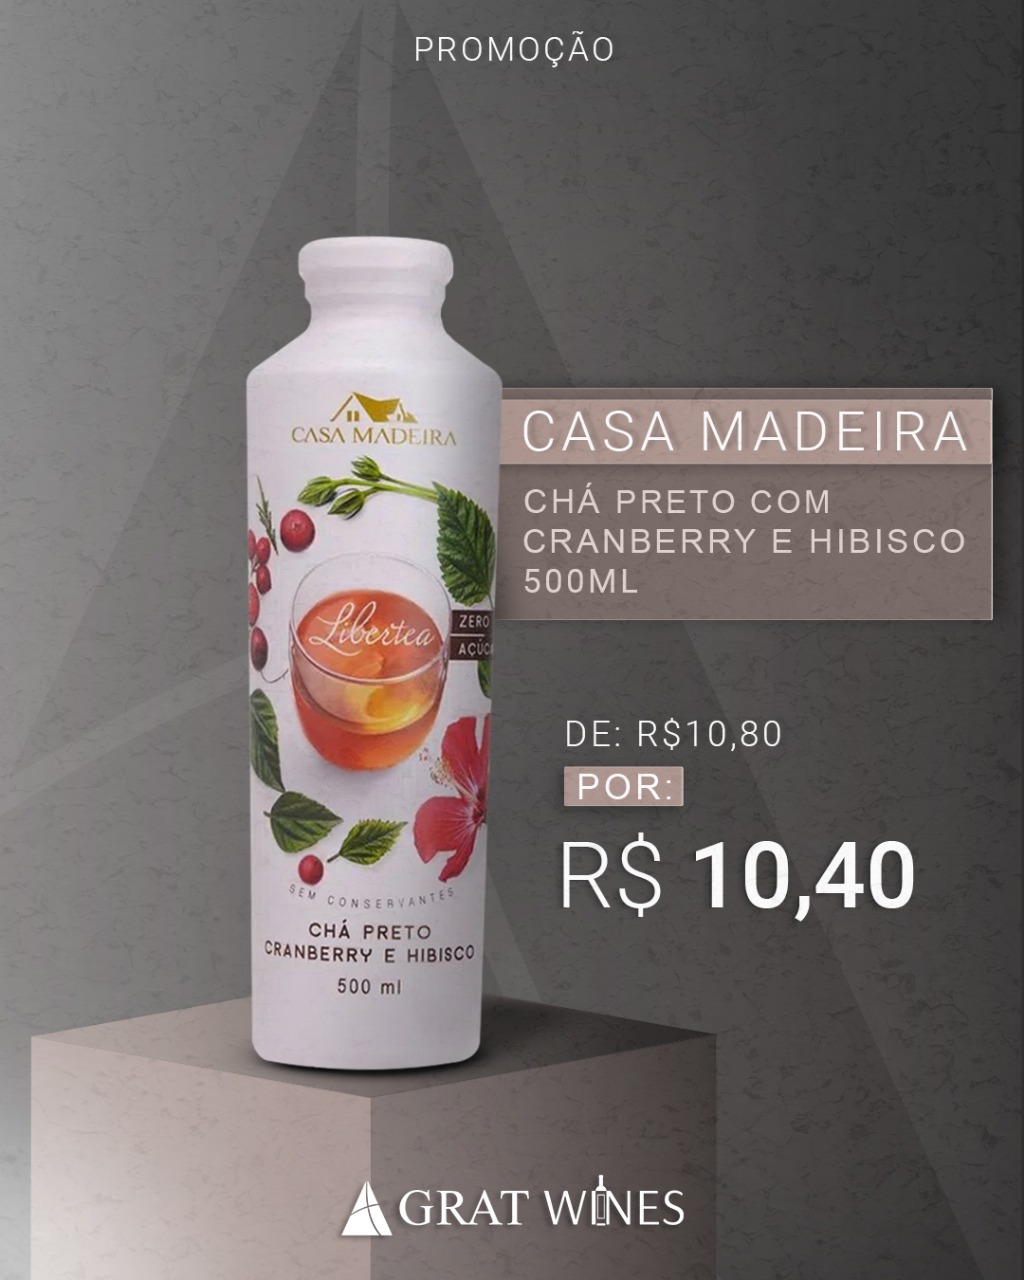 PROMOÇÃO
CASA MADEIRA
CASA MADEIRA
CHÁ PRETO COM
CRANBERRY E HIBISCO
500ML
Libertea
ZERO
SEM CONSERVANTES
CHÁ PRETO
CRANBERRY E HIBISCO
500 ml
DE: R$10,80
POR:
R$ 10,40
GRAT WINES